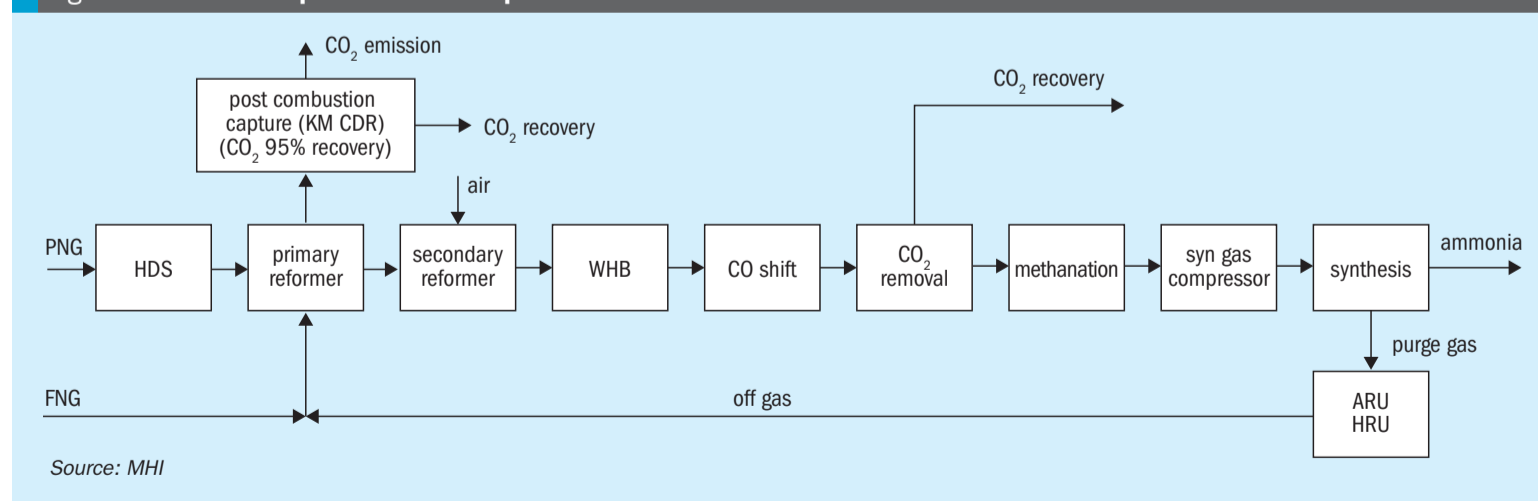 CO₂ emission
post combustion
capture (KM CDR)
(CO₂ 95% recovery)
CO₂ recovery
CO₂ recovery
air
PNG
HDS
primary
reformer
secondary
reformer
WHB
CO shift
CO₂
removal
methanation
syn gas
compressor
synthesis
ammonia
purge gas
FNG
off gas
ARU
HRU
Source: MHI